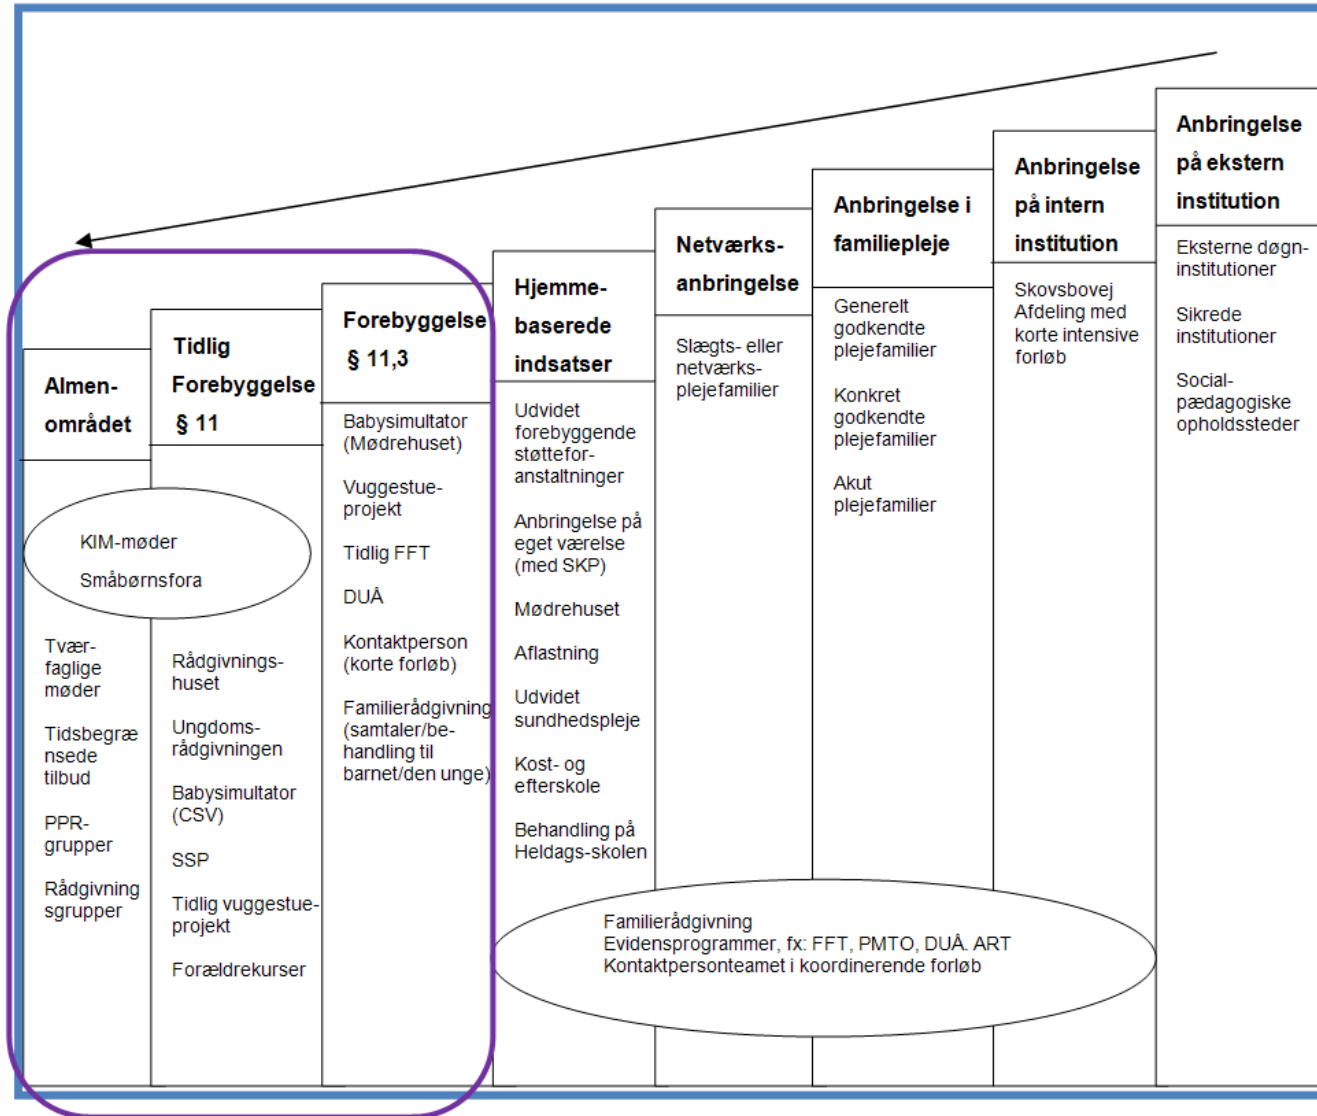 Almen-
området
KIM-møder
Småbørnsfora
Tvær-
faglige
møder
Tidsbegræ
nsede
tilbud
PPR-
grupper
Rådgivning
sgrupper
Tidlig
Forebyggelse
§ 11
Rådgivnings-
huset
Ungdoms-
rådgivningen
Babysimultator
(CSV)
SSP
Tidlig vuggestue-
projekt
Forældrekurser
Forebyggelse
§ 11,3
Babysimultator
(Mødrehuset)
Vuggestue-
projekt
Tidlig FFT
DUÅ
Kontaktperson
(korte forløb)
Familierådgivning
(samtaler/be-
handling til
barnet/den unge)
Hjemme-
baserede
indsatser
Udvidet
forebyggende
støttefor-
anstaltninger
Anbringelse på
eget værelse
(med SKP)
Mødrehuset
Aflastning
Udvidet
sundhedspleje
Kost- og
efterskole
Behandling på
Heldags-skolen
Netværks-
anbringelse
Slægts- eller
netværks-
plejefamilier
Anbringelse i
familiepleje
Generelt
godkendte
plejefamilier
Konkret
godkendte
plejefamilier
Akut
plejefamilier
Anbringelse
på intern
institution
Skovsbovej
Afdeling med
korte intensive
forløb
Anbringelse
på ekstern
institution
Eksterne døgn-
institutioner
Sikrede
institutioner
Social-
pædagogiske
opholdssteder
Familierådgivning
Evidensprogrammer, fx: FFT, PMTO, DUÅ. ART
Kontaktpersonteamet i koordinerende forløb